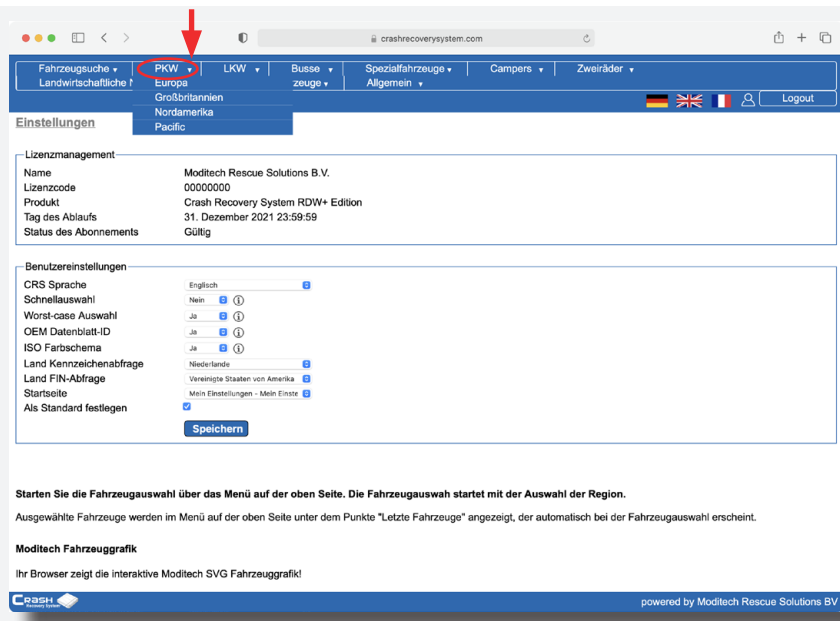 crashrecoverysystem.com
Fahrzeugsuche PKW LKW Busse Spezialfahrzeuge Campers Zweiräder
Landwirtschaftliche zeuge Allgemein
Europa
Großbritannien
Nordamerika
Pacific
Logout
Einstellungen
Lizenzmanagement
Name Moditech Rescue Solutions B.V.
Lizenzcode 00000000
Produkt Crash Recovery System RDW+ Edition
Tag des Ablaufs 31. Dezember 2021 23:59:59
Status des Abonnements Gültig
Benutzereinstellungen
CRS Sprache Englisch
Schnellauswahl Nein
Worst-case Auswahl Ja
OEM Datenblatt-ID Ja
ISO Farbschema Ja
Land Kennzeichenabfrage Niederlande
Land FIN-Abfrage Vereinigte Staaten von Amerika
Startseite Mein Einstellungen - Mein Einste
Als Standard festlegen
Speichern
Starten Sie die Fahrzeugauswahl über das Menü auf der oben Seite. Die Fahrzeugauswah startet mit der Auswahl der Region.
Ausgewählte Fahrzeuge werden im Menü auf der oben Seite unter dem Punkte "Letzte Fahrzeuge" angezeigt, der automatisch bei der Fahrzeugauswahl erscheint.
Moditech Fahrzeuggrafik
Ihr Browser zeigt die interaktive Moditech SVG Fahrzeuggrafik!
CRASH
Recovery System
powered by Moditech Rescue Solutions BV